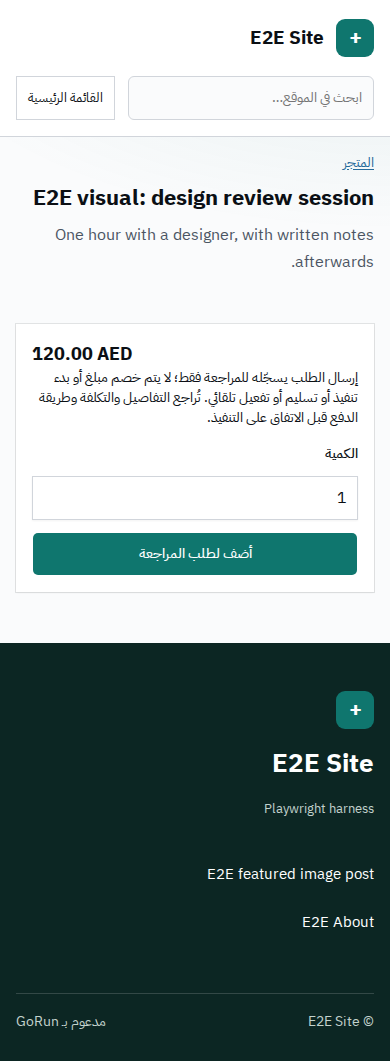 E2E Site
ابحث في الموقع...
القائمة الرئيسية
المتجر
E2E visual: design review session
One hour with a designer, with written notes
afterwards.
120.00 AED
إرسال الطلب يسجّله للمراجعة فقط؛ لا يتم خصم مبلغ أو بدء
تنفيذ أو تسليم أو تفعيل تلقائي. تُراجع التفاصيل والتكلفة وطريقة
الدفع قبل الاتفاق على التنفيذ.
الكمية
1
أضف لطلب المراجعة
E2E Site
Playwright harness
E2E featured image post
E2E About
© E2E Site
مدعوم بـ GoRun